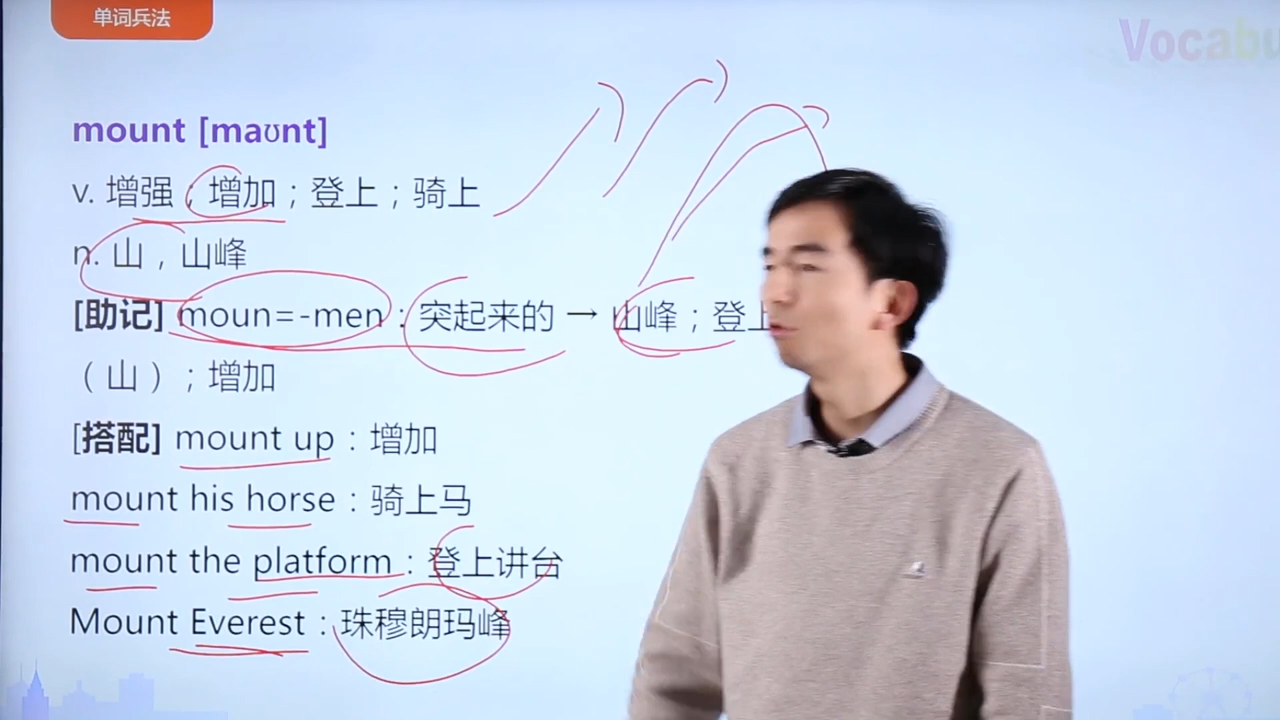 单词兵法
Vocabu
mount [maʊnt]
v. 增强；增加；登上；骑上
n. 山，山峰
[助记] moun=-men：突起来的 → 山峰；登上
（山）；增加
[搭配] mount up：增加
mount his horse：骑上马
mount the platform：登上讲台
Mount Everest：珠穆朗玛峰